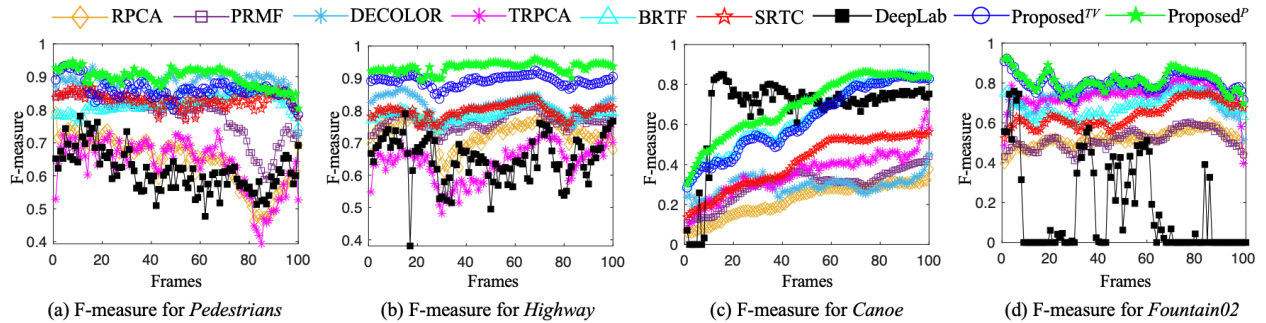 RPCA PRMF DECOLOR TRPCA BRTF SRTC DeepLab Proposed^TV Proposed^P
F-measure
1
0.9
0.8
0.7
0.6
0.5
0.4
0 20 40 60 80 100
Frames
(a) F-measure for Pedestrians
F-measure
1
0.9
0.8
0.7
0.6
0.5
0.4
0 20 40 60 80 100
Frames
(b) F-measure for Highway
F-measure
1
0.8
0.6
0.4
0.2
0
0 20 40 60 80 100
Frames
(c) F-measure for Canoe
F-measure
1
0.8
0.6
0.4
0.2
0
0 20 40 60 80 100
Frames
(d) F-measure for Fountain02